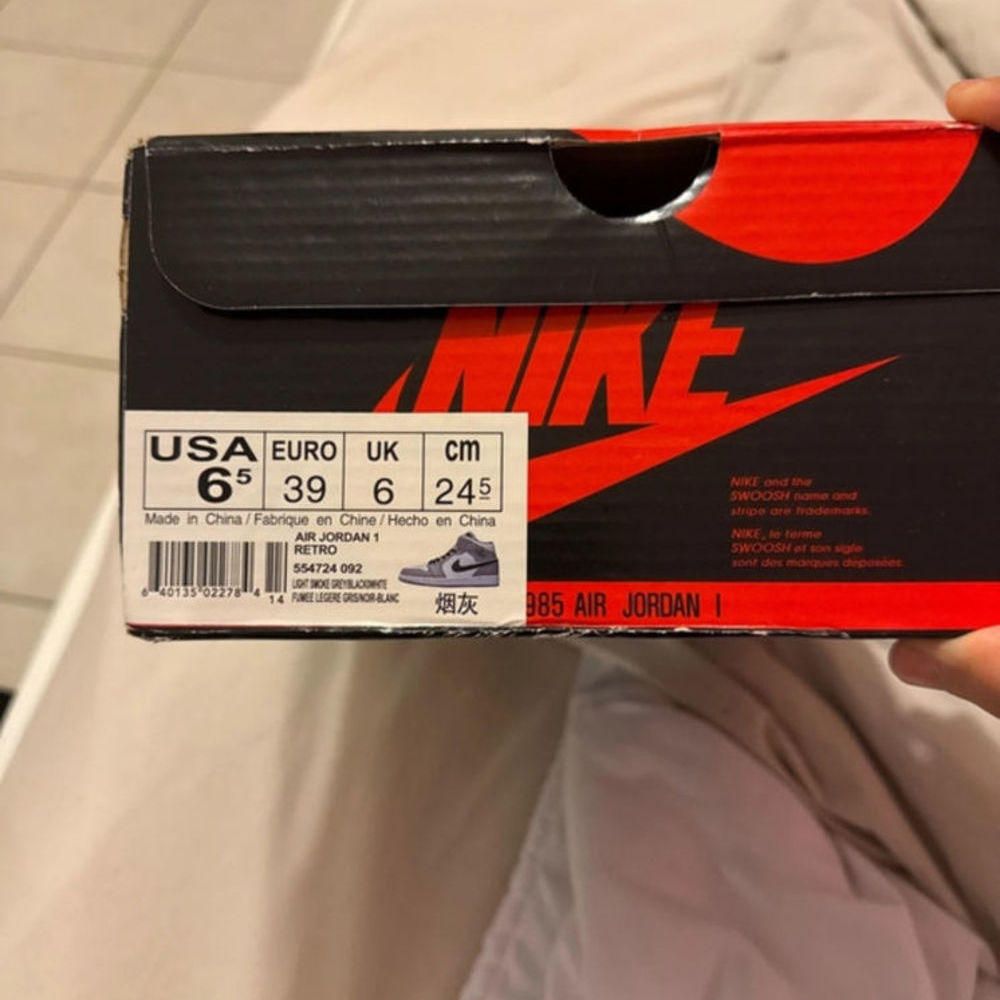 NIKE
USA EURO UK cm
6⁵ 39 6 24⁵
Made in China / Fabrique en Chine / Hecho en China
AIR JORDAN 1
RETRO
554724 092
LIGHT SMOKE GREY/BLACK/WHITE
FUMEE LEGERE GRIS/NOIR-BLANC
烟灰
6 40135 02278 4
14
NIKE and the
SWOOSH name and
stripe are trademarks.
NIKE, le terme
SWOOSH et son sigle
sont des marques déposées.
985 AIR JORDAN I